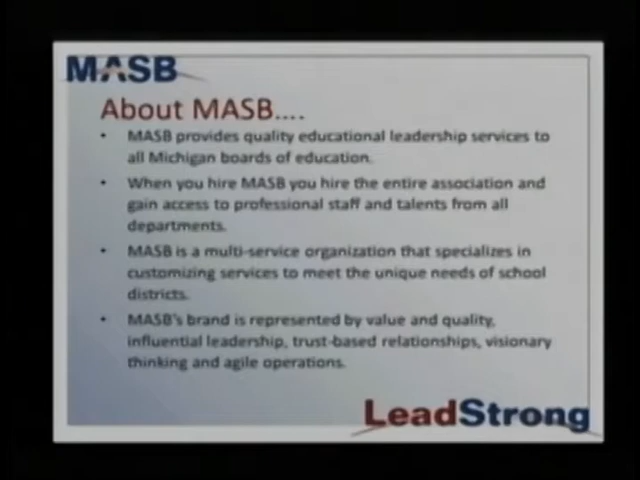 MASB
About MASB....
• MASB provides quality educational leadership services to
all Michigan boards of education.
• When you hire MASB you hire the entire association and
gain access to professional staff and talents from all
departments.
• MASB is a multi-service organization that specializes in
customizing services to meet the unique needs of school
districts.
• MASB's brand is represented by value and quality,
influential leadership, trust-based relationships, visionary
thinking and agile operations.
LeadStrong